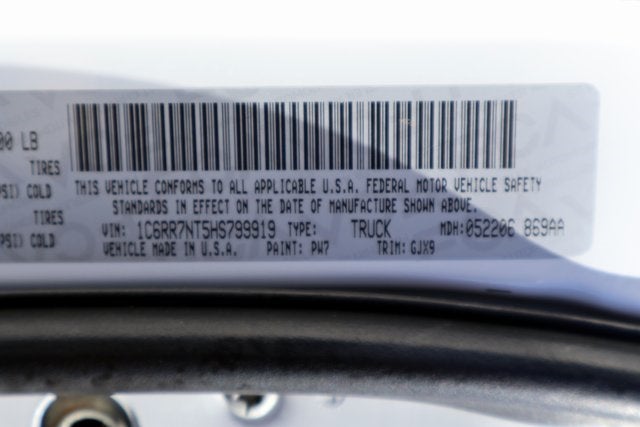 00 LB
TIRES
THIS VEHICLE CONFORMS TO ALL APPLICABLE U.S.A. FEDERAL MOTOR VEHICLE SAFETY
PSI) COLD
STANDARDS IN EFFECT ON THE DATE OF MANUFACTURE SHOWN ABOVE.
TIRES
VIN: 1C6RR7NT5HS799919 TYPE: TRUCK MDH: 052206 869AA
PSI) COLD
VEHICLE MADE IN U.S.A. PAINT: PW7 TRIM: GJX9